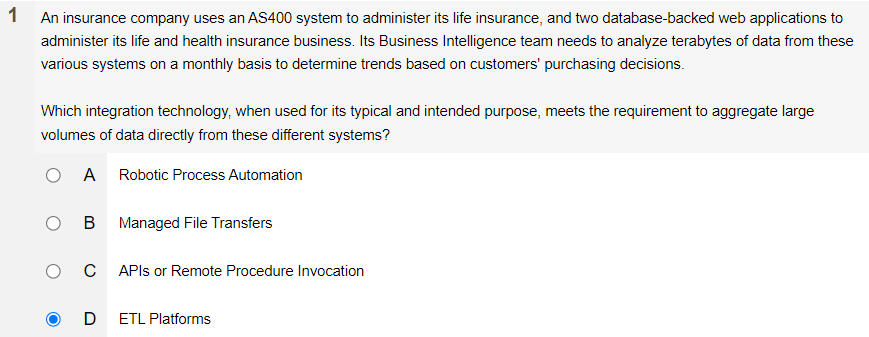 1 An insurance company uses an AS400 system to administer its life insurance, and two database-backed web applications to
administer its life and health insurance business. Its Business Intelligence team needs to analyze terabytes of data from these
various systems on a monthly basis to determine trends based on customers' purchasing decisions.
Which integration technology, when used for its typical and intended purpose, meets the requirement to aggregate large
volumes of data directly from these different systems?
A Robotic Process Automation
B Managed File Transfers
C APIs or Remote Procedure Invocation
D ETL Platforms